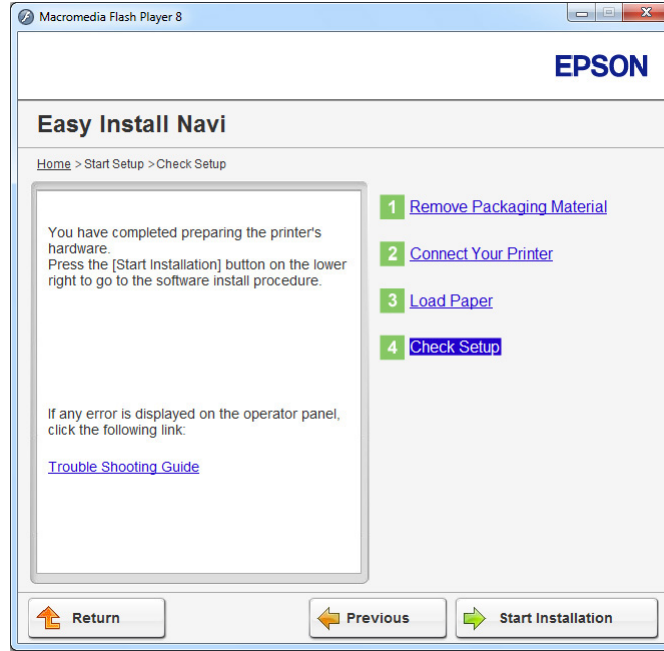 Macromedia Flash Player 8
EPSON
Easy Install Navi
Home > Start Setup >Check Setup
You have completed preparing the printer's
hardware.
Press the [Start Installation] button on the lower
right to go to the software install procedure.
If any error is displayed on the operator panel,
click the following link:
Trouble Shooting Guide
1 Remove Packaging Material
2 Connect Your Printer
3 Load Paper
4 Check Setup
Return
Previous
Start Installation